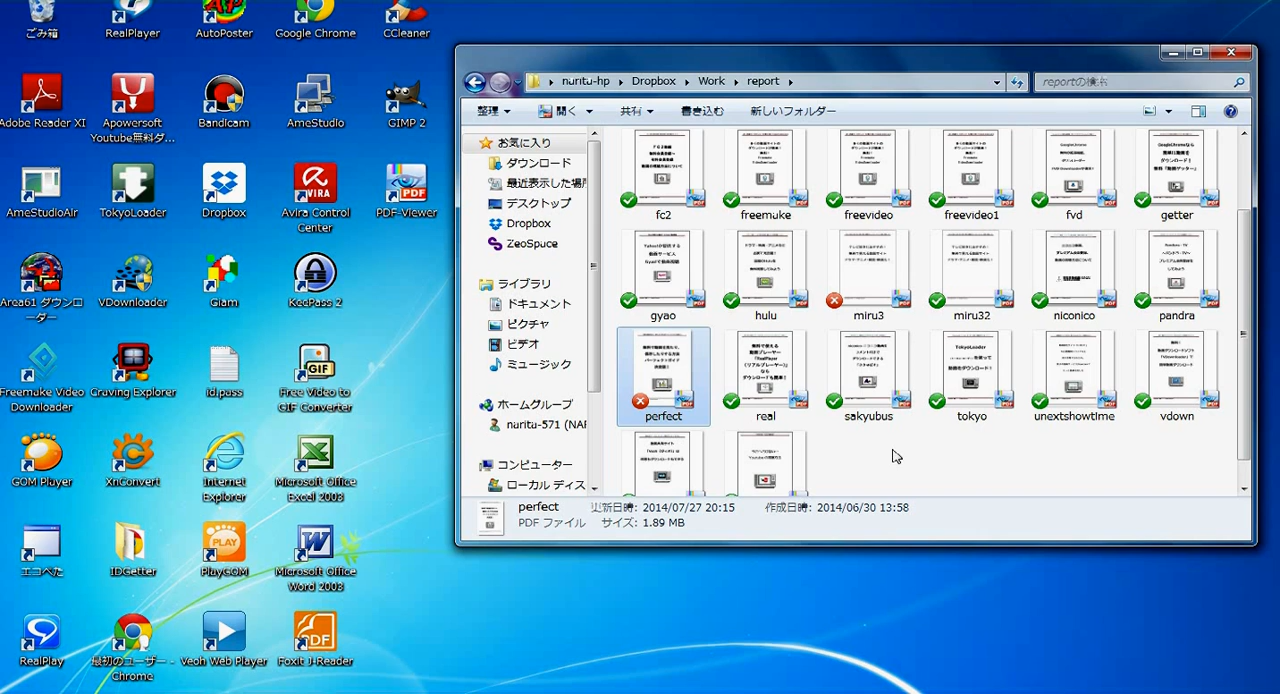 ごみ箱
RealPlayer
AutoPoster
Google Chrome
CCleaner
Adobe Reader XI
Apowersoft
Youtube無料ダ...
Bandicam
AmeStudio
GIMP 2
AmeStudioAir
TokyoLoader
Dropbox
Avira Control
Center
PDF-Viewer
Area61 ダウンロ
ーダー
VDownloader
Giam
KeePass 2
Freemake Video
Downloader
Craving Explorer
id.pass
Free Video to
GIF Converter
GOM Player
XnConvert
Internet
Explorer
Microsoft Office
Excel 2003
エコペた
IDGetter
PlayGOM
Microsoft Office
Word 2003
RealPlay
最初のユーザー -
Chrome
Veoh Web Player
Foxit J-Reader
nuritu-hp
Dropbox
Work
report
reportの検索
整理
開く
共有
書き込む
新しいフォルダー
お気に入り
ダウンロード
最近表示した場所
デスクトップ
Dropbox
ZeoSpuce
ライブラリ
ドキュメント
ピクチャ
ビデオ
ミュージック
ホームグループ
nuritu-571 (NAR
コンピューター
ローカル ディス
fc2
freemake
freevideo
freevideo1
fvd
getter
gyao
hulu
miru3
miru32
niconico
pandra
perfect
real
sakyubus
tokyo
unextshowtime
vdown
perfect
更新日時: 2014/07/27 20:15
作成日時: 2014/06/30 13:58
PDF ファイル
サイズ: 1.89 MB